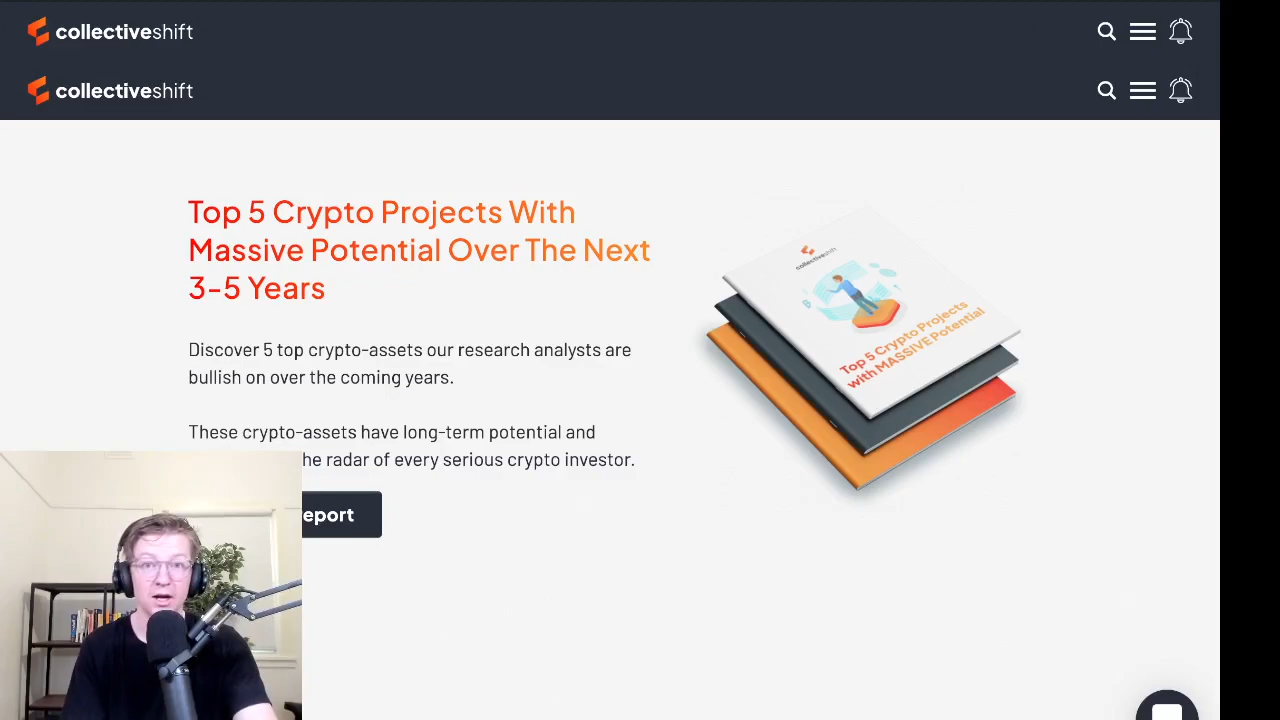 collectiveshift
collectiveshift
Top 5 Crypto Projects With
Massive Potential Over The Next
3-5 Years
Discover 5 top crypto-assets our research analysts are
bullish on over the coming years.
These crypto-assets have long-term potential and
he radar of every serious crypto investor.
eport
collectiveshift
Top 5 Crypto Projects
with MASSIVE Potential